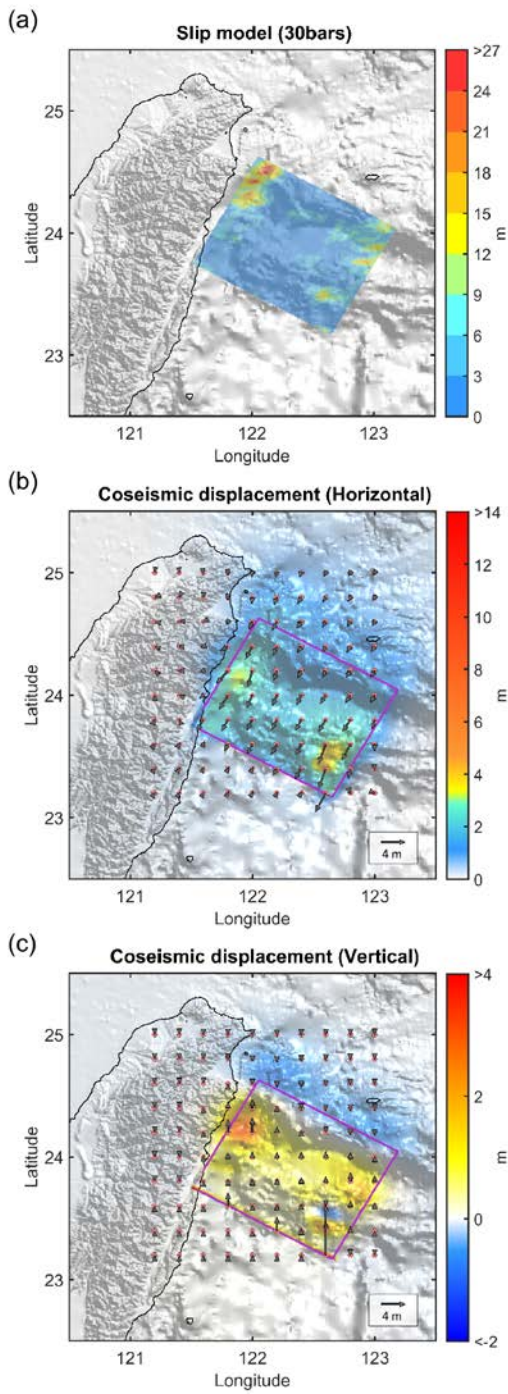 (a)
Slip model (30bars)
>27
24
21
18
15
12
9
6
3
0
m
25
24
23
Latitude
121
122
123
Longitude
(b)
Coseismic displacement (Horizontal)
>14
12
10
8
6
4
2
0
m
25
24
23
Latitude
4 m
121
122
123
Longitude
(c)
Coseismic displacement (Vertical)
>4
2
0
<-2
m
25
24
23
Latitude
4 m
121
122
123
Longitude